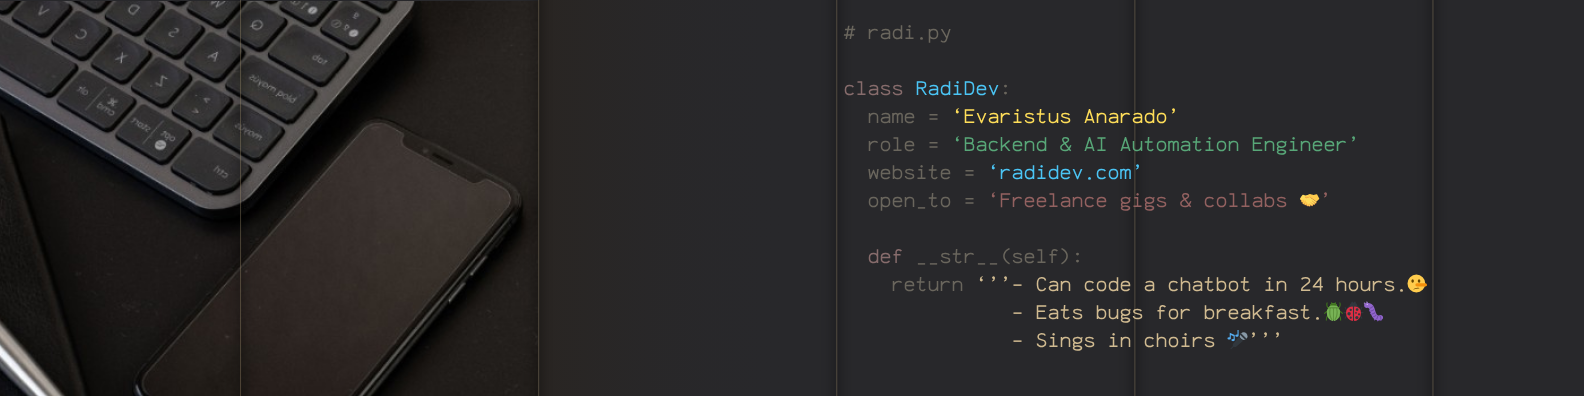 # radi.py
class RadiDev:
name = ‘Evaristus Anarado’
role = ‘Backend & AI Automation Engineer’
website = ‘radidev.com’
open_to = ‘Freelance gigs & collabs 🤝’
def __str__(self):
return ‘’’- Can code a chatbot in 24 hours.🫤
- Eats bugs for breakfast.🪲🐞🐛
- Sings in choirs 🎤’’’